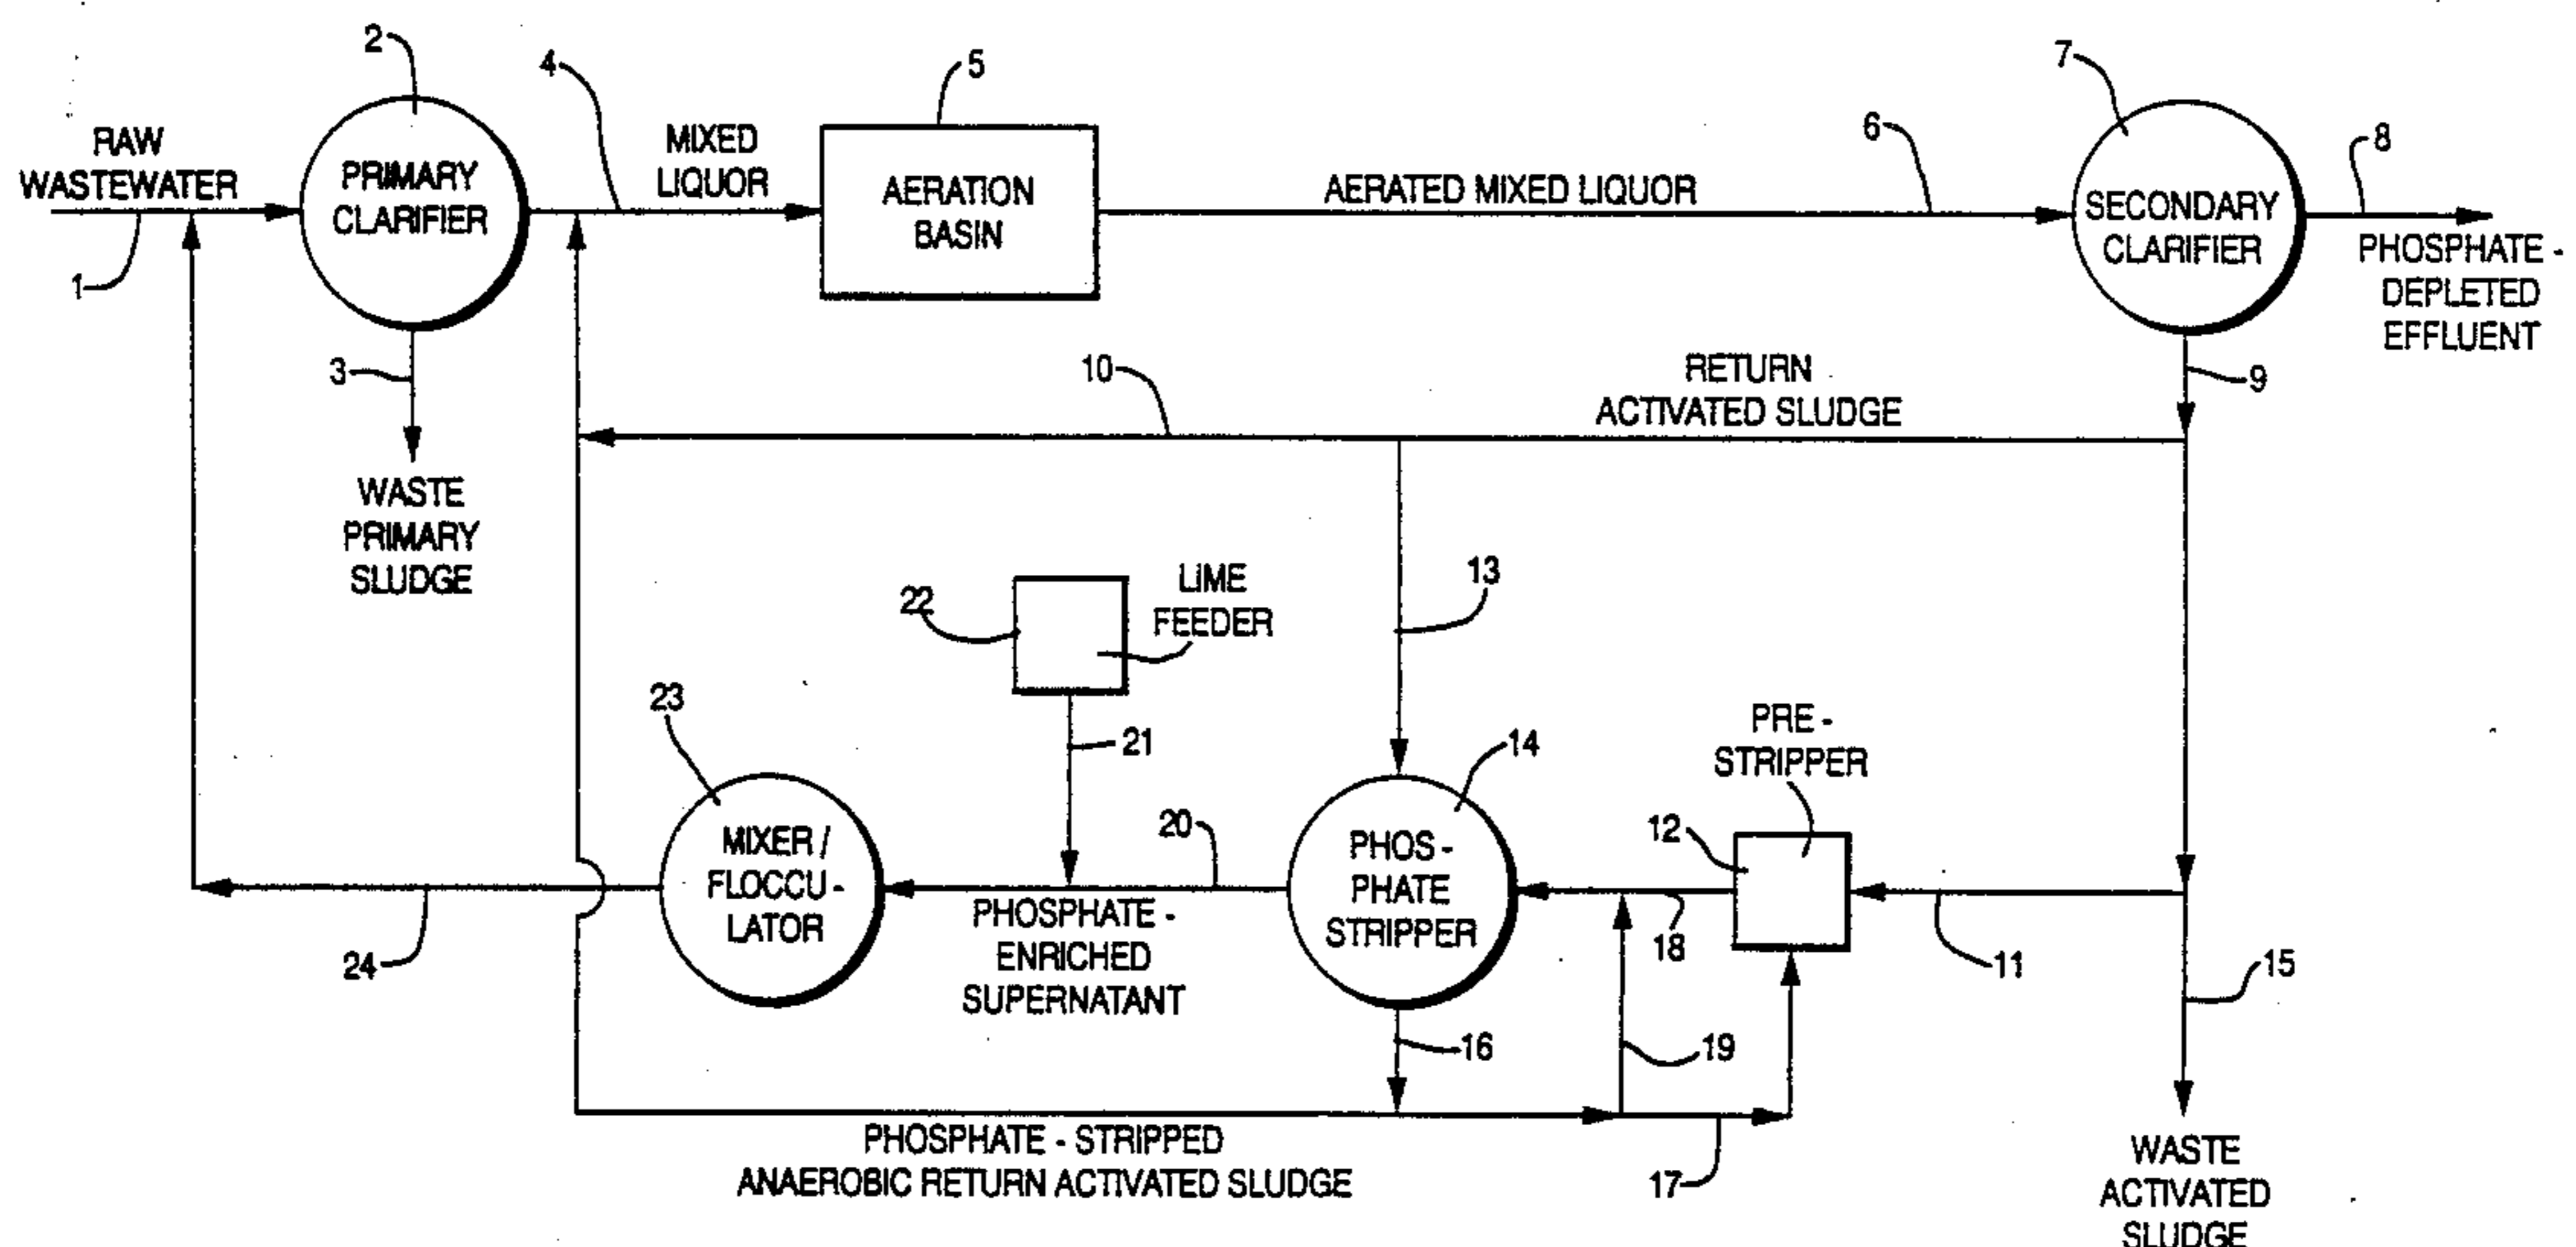 2
4
5
7
6
8
RAW
WASTEWATER
PRIMARY
CLARIFIER
MIXED
LIQUOR
AERATION
BASIN
AERATED MIXED LIQUOR
SECONDARY
CLARIFIER
PHOSPHATE -
DEPLETED
EFFLUENT
1
3
10
RETURN
ACTIVATED SLUDGE
9
WASTE
PRIMARY
SLUDGE
22
LIME
FEEDER
13
23
21
14
PRE -
STRIPPER
MIXER /
FLOCCU -
LATOR
20
PHOS -
PHATE
STRIPPER
12
PHOSPHATE -
ENRICHED
SUPERNATANT
24
18
11
15
16
19
PHOSPHATE - STRIPPED
ANAEROBIC RETURN ACTIVATED SLUDGE
17
WASTE
ACTIVATED
SLUDGE